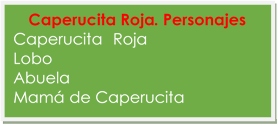 Caperucita Roja. Personajes
Caperucita  Roja
Lobo
Abuela
Mamá de Caperucita